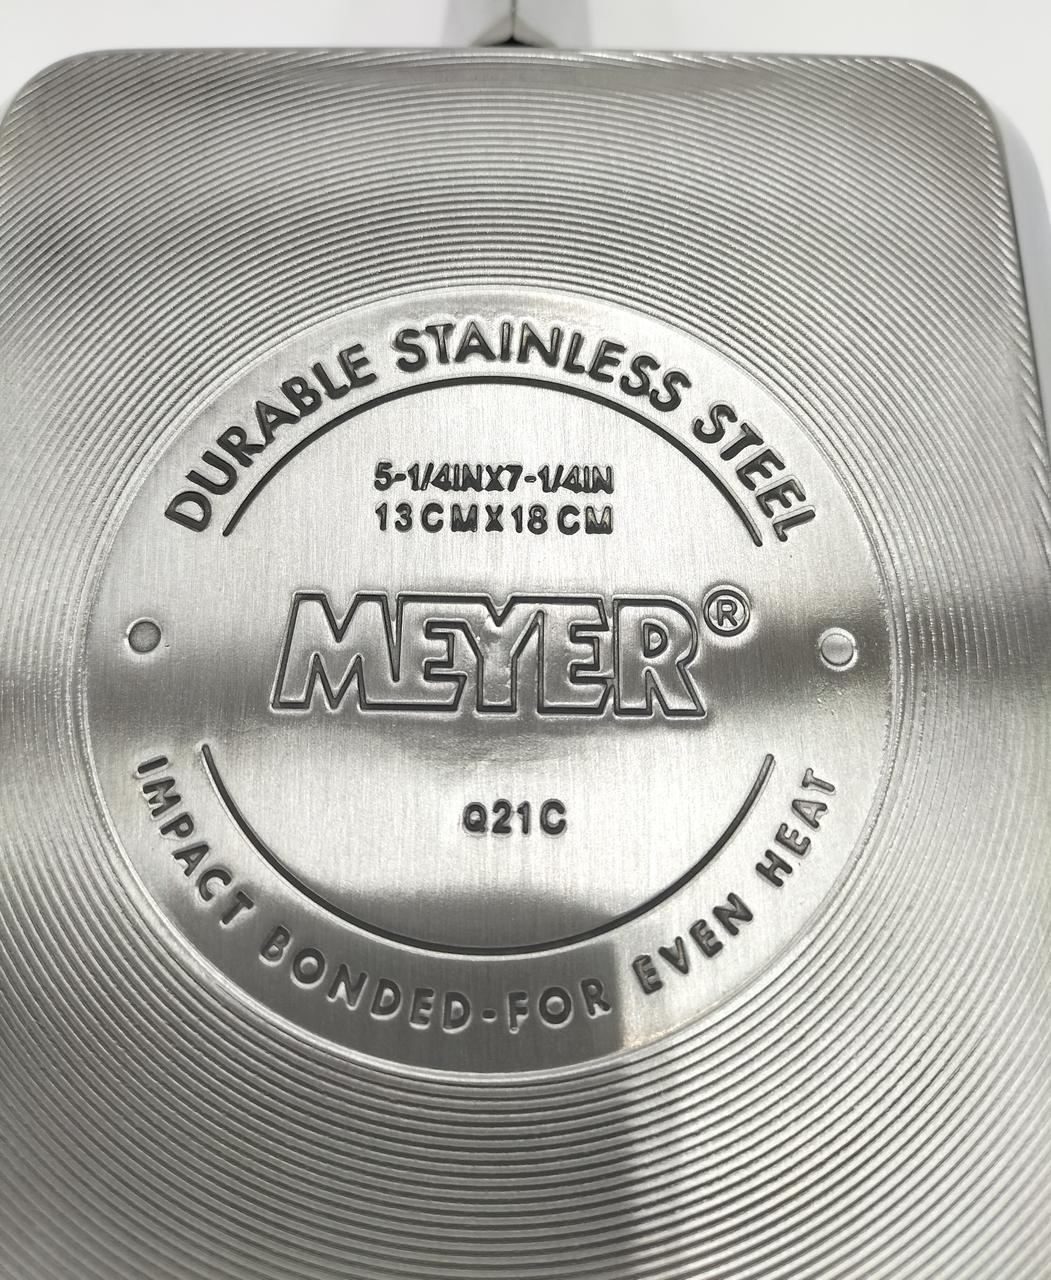 DURABLE STAINLESS STEEL
5-1/4INX7-1/4IN
13CMX18CM
MEYER®
Q21C
IMPACT BONDED-FOR EVEN HEAT